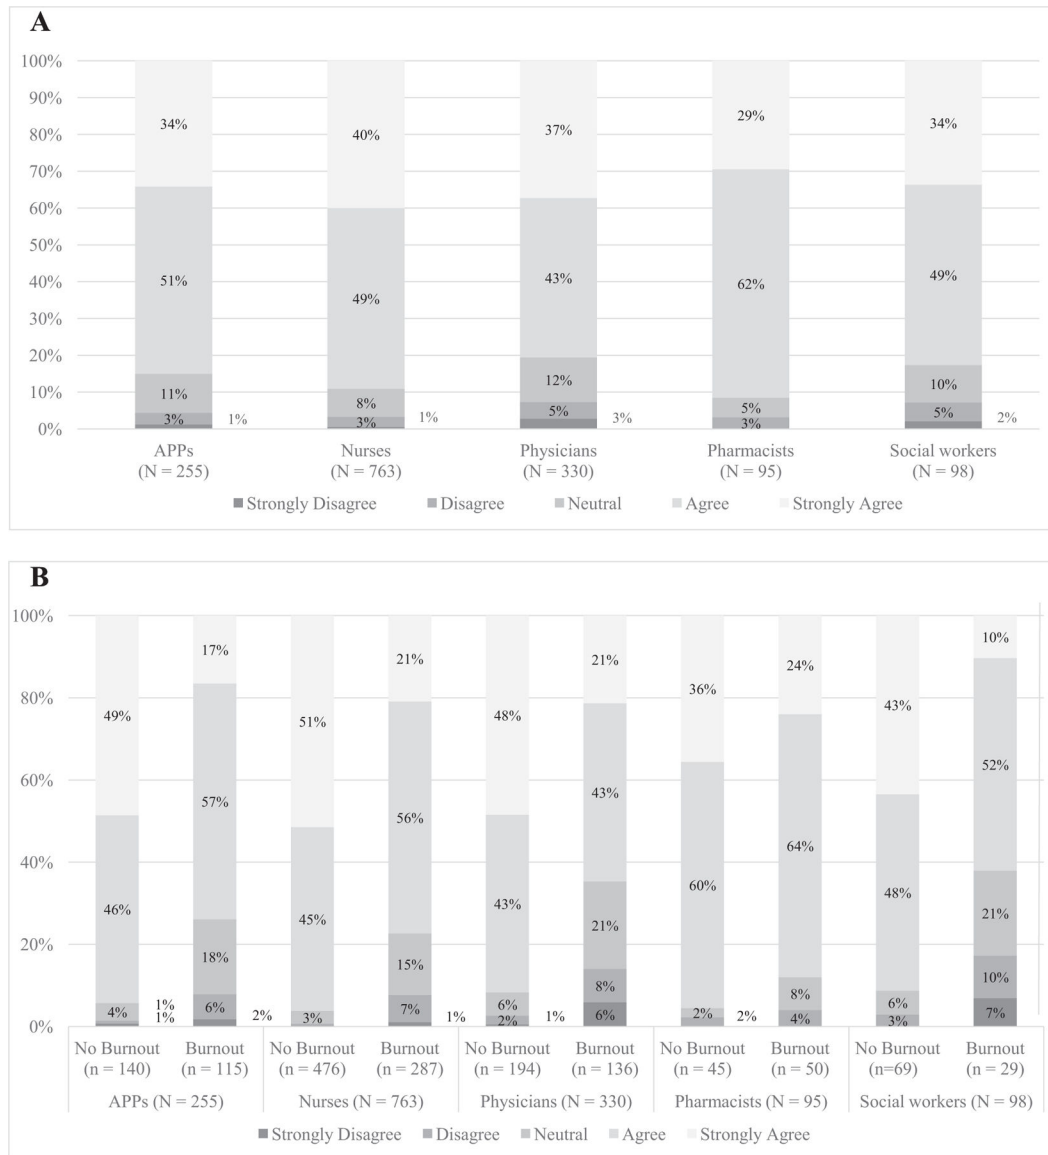 A
100%
90%
80%
70%
60%
50%
40%
30%
20%
10%
0%
34% 40% 37% 29% 34%
51% 49% 43% 62% 49%
11% 8% 12% 5% 10%
3% 1% 3% 1% 5% 3% 3% 5% 2%
APPs Nurses Physicians Pharmacists Social workers
(N = 255) (N = 763) (N = 330) (N = 95) (N = 98)
Strongly Disagree Disagree Neutral Agree Strongly Agree
B
100%
80%
60%
40%
20%
0%
49% 17% 51% 21% 48% 21% 36% 24% 43% 10%
46% 57% 45% 56% 43% 43% 60% 64% 48% 52%
4% 1% 18% 3% 15% 6% 21% 2% 8% 6% 21%
1% 6% 2% 7% 1% 2% 1% 8% 2% 4% 3% 10%
6% 7%
No Burnout Burnout No Burnout Burnout No Burnout Burnout No Burnout Burnout No Burnout Burnout
(n = 140) (n = 115) (n = 476) (n = 287) (n = 194) (n = 136) (n = 45) (n = 50) (n=69) (n = 29)
APPs (N = 255) Nurses (N = 763) Physicians (N = 330) Pharmacists (N = 95) Social workers (N = 98)
Strongly Disagree Disagree Neutral Agree Strongly Agree